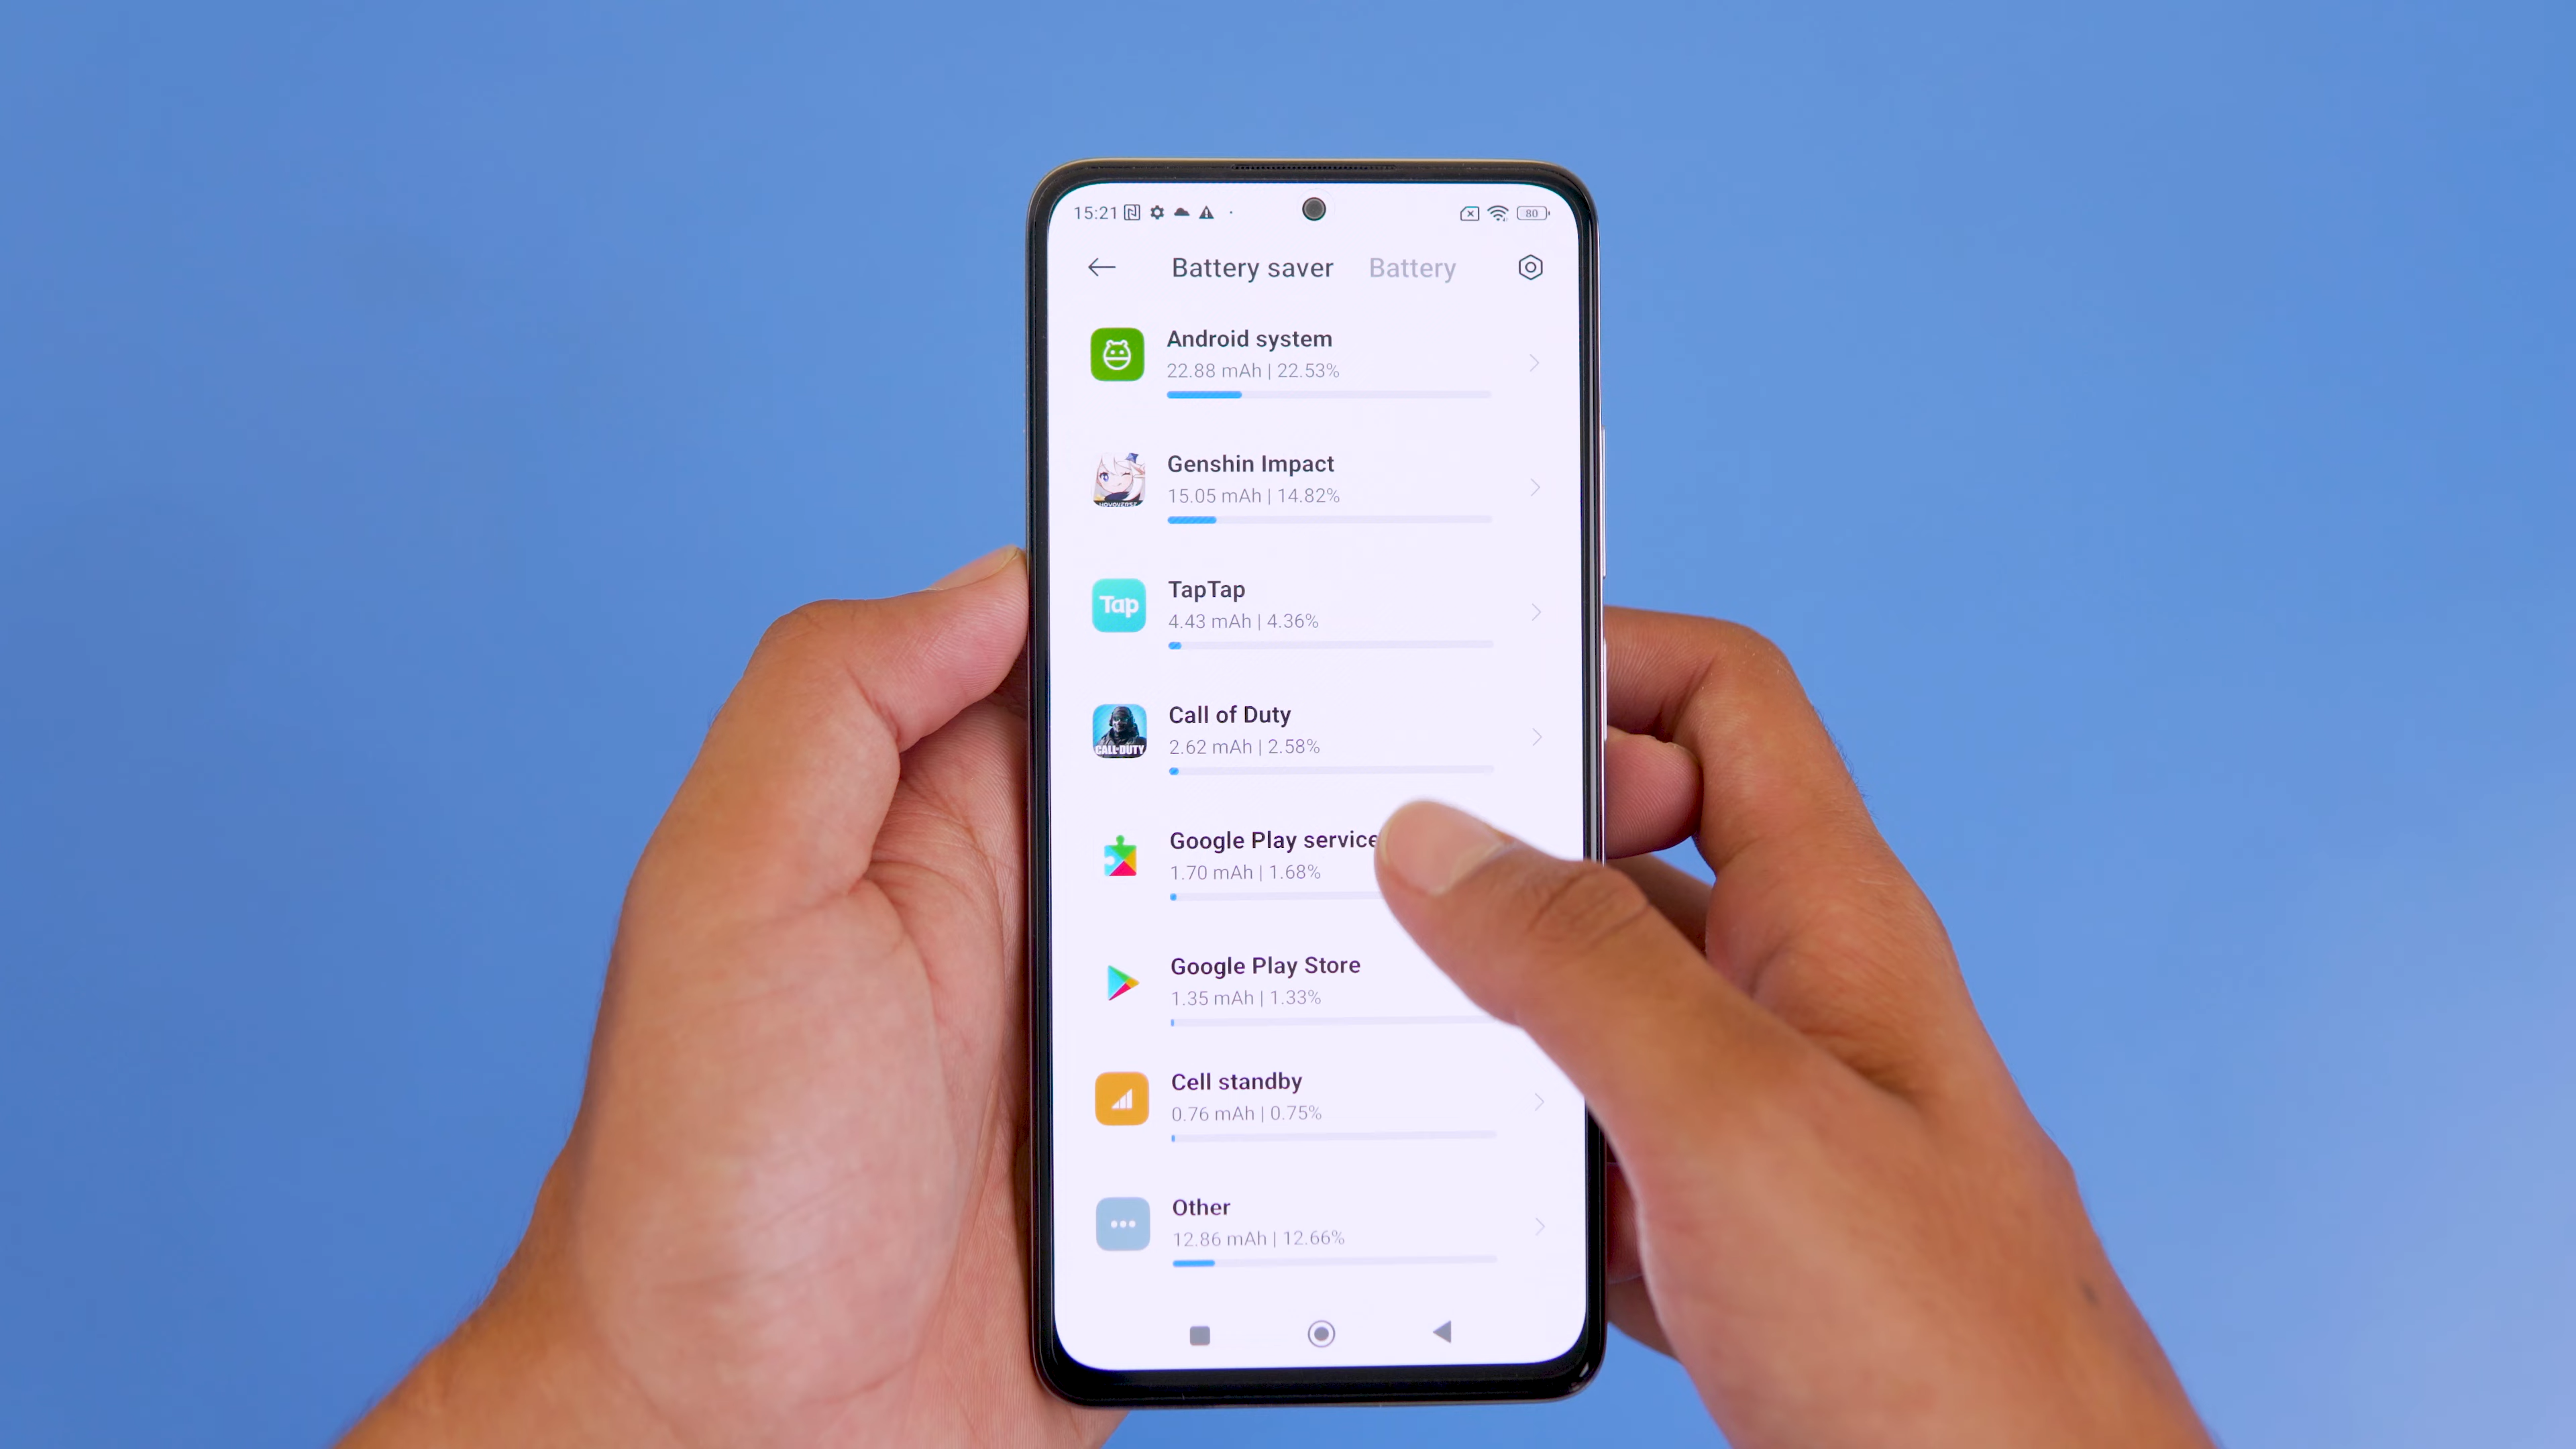 15:21 80
Battery saver Battery
Android system
22.88 mAh | 22.53%
Genshin Impact
15.05 mAh | 14.82%
Tap
TapTap
4.43 mAh | 4.36%
CALL·DUTY
Call of Duty
2.62 mAh | 2.58%
Google Play service
1.70 mAh | 1.68%
Google Play Store
1.35 mAh | 1.33%
Cell standby
0.76 mAh | 0.75%
Other
12.86 mAh | 12.66%